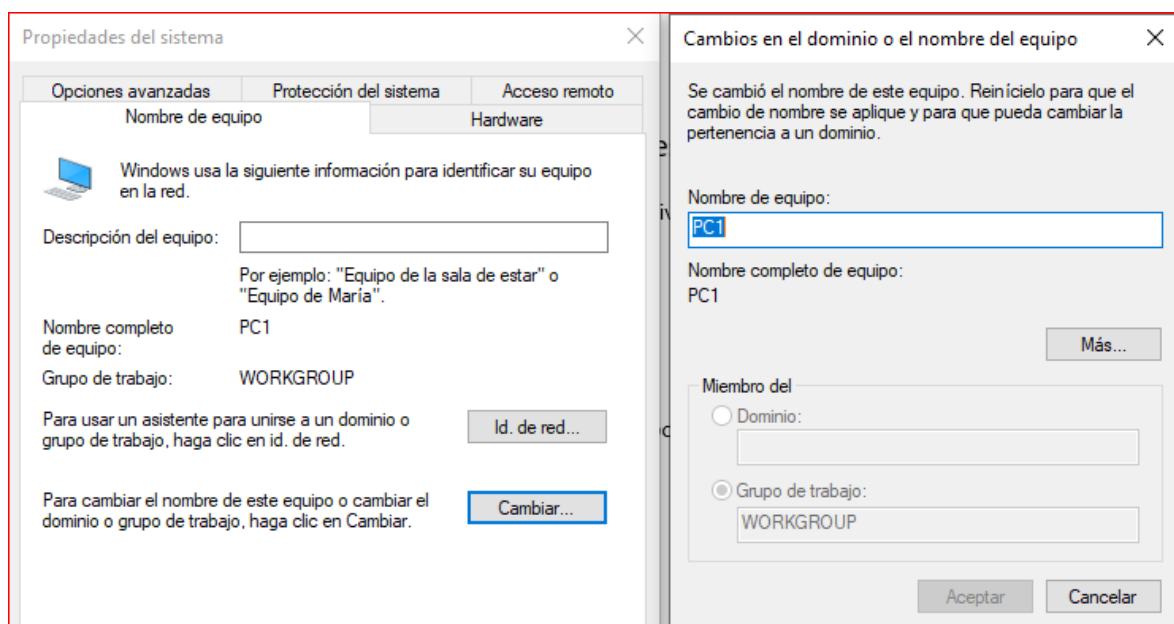 Propiedades del sistema
Opciones avanzadas
Protección del sistema
Acceso remoto
Nombre de equipo
Hardware
Windows usa la siguiente información para identificar su equipo
en la red.
Descripción del equipo:
Por ejemplo: "Equipo de la sala de estar" o
"Equipo de María".
Nombre completo
de equipo:
PC1
Grupo de trabajo:
WORKGROUP
Para usar un asistente para unirse a un dominio o
grupo de trabajo, haga clic en id. de red.
Id. de red...
Para cambiar el nombre de este equipo o cambiar el
dominio o grupo de trabajo, haga clic en Cambiar.
Cambiar...
Cambios en el dominio o el nombre del equipo
Se cambió el nombre de este equipo. Reinícielo para que el
cambio de nombre se aplique y para que pueda cambiar la
pertenencia a un dominio.
Nombre de equipo:
PC1
Nombre completo de equipo:
PC1
Más...
Miembro del
Dominio:
Grupo de trabajo:
WORKGROUP
Aceptar
Cancelar